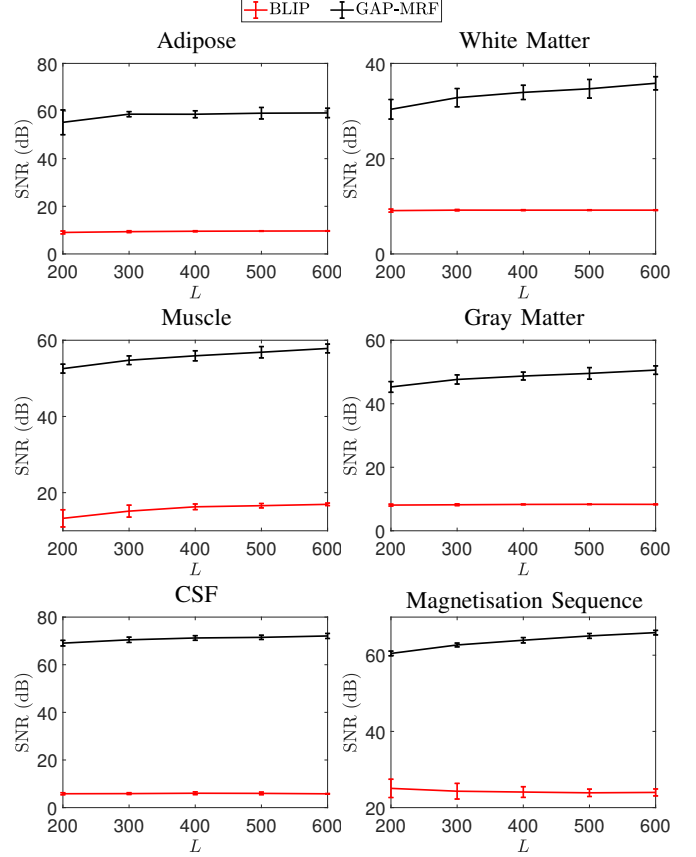 BLIP GAP-MRF
Adipose
SNR (dB)
80
60
40
20
0
200 300 400 500 600
L
White Matter
SNR (dB)
40
20
0
200 300 400 500 600
L
Muscle
SNR (dB)
60
40
20
200 300 400 500 600
L
Gray Matter
SNR (dB)
60
40
20
0
200 300 400 500 600
L
CSF
SNR (dB)
80
60
40
20
0
200 300 400 500 600
L
Magnetisation Sequence
SNR (dB)
60
40
20
200 300 400 500 600
L